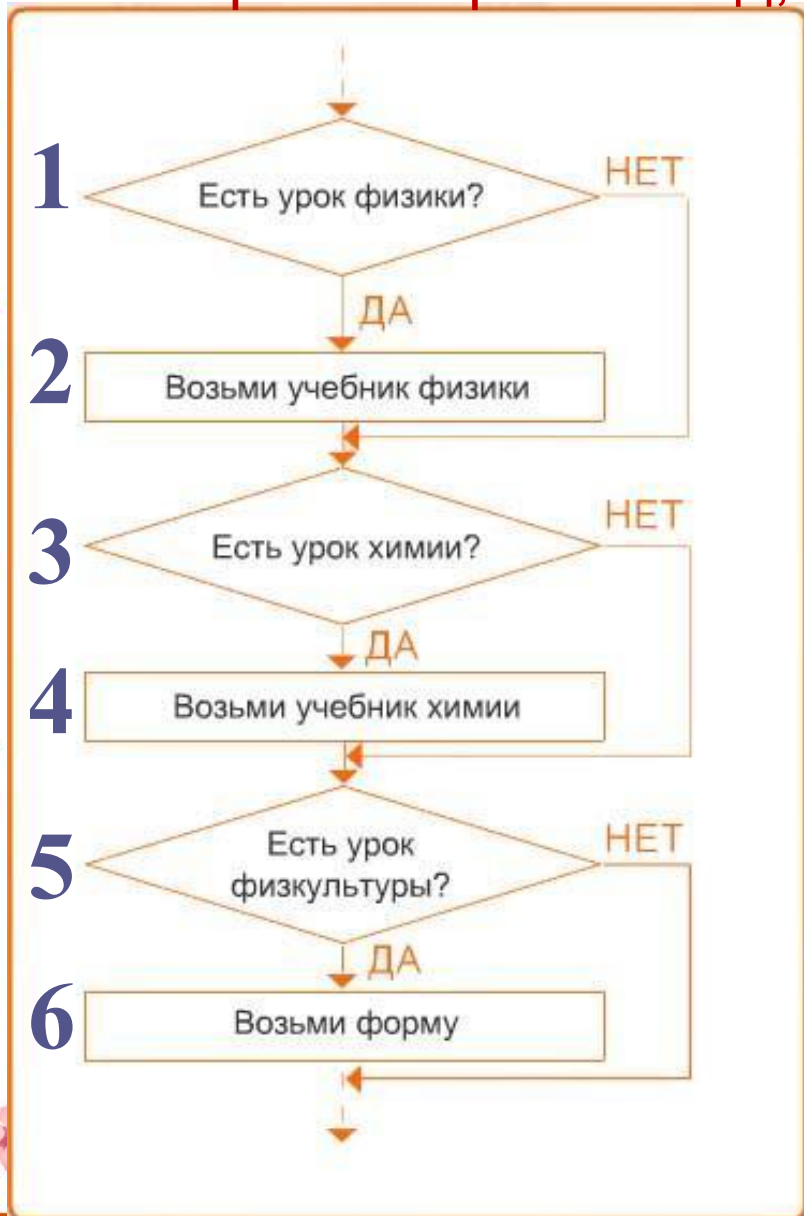 1
Есть урок физики?
НЕТ
ДА
2
Возьми учебник физики
3
Есть урок химии?
НЕТ
ДА
4
Возьми учебник химии
5
Есть урок
физкультуры?
НЕТ
ДА
6
Возьми форму